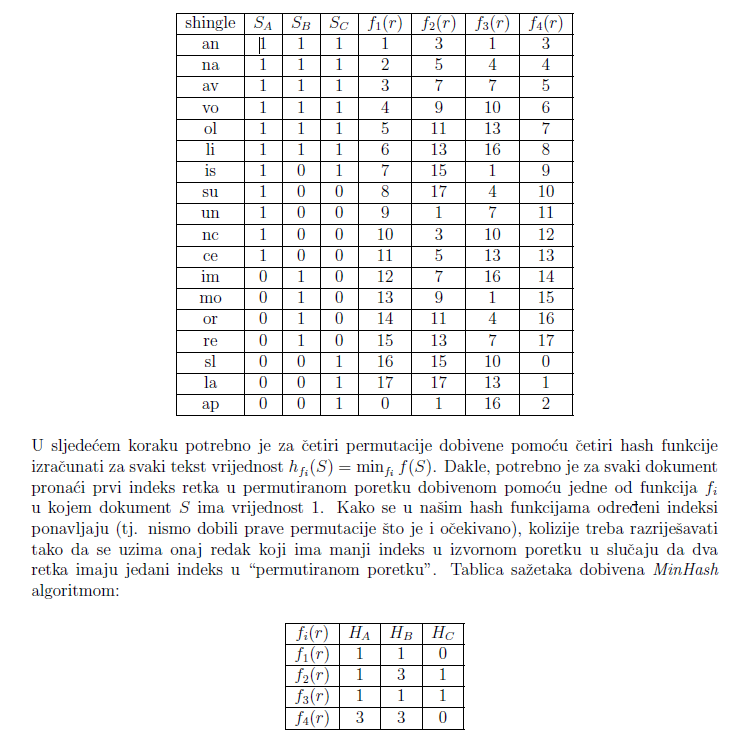 shingle S_A S_B S_C f_1(r) f_2(r) f_3(r) f_4(r)
an 1 1 1 1 3 1 3
na 1 1 1 2 5 4 4
av 1 1 1 3 7 7 5
vo 1 1 1 4 9 10 6
ol 1 1 1 5 11 13 7
li 1 1 1 6 13 16 8
is 1 0 1 7 15 1 9
su 1 0 0 8 17 4 10
un 1 0 0 9 1 7 11
nc 1 0 0 10 3 10 12
ce 1 0 0 11 5 13 13
im 0 1 0 12 7 16 14
mo 0 1 0 13 9 1 15
or 0 1 0 14 11 4 16
re 0 1 0 15 13 7 17
sl 0 0 1 16 15 10 0
la 0 0 1 17 17 13 1
ap 0 0 1 0 1 16 2
U sljedećem koraku potrebno je za četiri permutacije dobivene pomoću četiri hash funkcije
izračunati za svaki tekst vrijednost h_{f_i}(S) = min_{f_i} f(S). Dakle, potrebno je za svaki dokument
pronaći prvi indeks retka u permutiranom poretku dobivenom pomoću jedne od funkcija f_i
u kojem dokument S ima vrijednost 1. Kako se u našim hash funkcijama određeni indeksi
ponavljaju (tj. nismo dobili prave permutacije što je i očekivano), kolizije treba razriješavati
tako da se uzima onaj redak koji ima manji indeks u izvornom poretku u slučaju da dva
retka imaju jedani indeks u “permutiranom poretku”. Tablica sažetaka dobivena MinHash
algoritmom:
f_i(r) H_A H_B H_C
f_1(r) 1 1 0
f_2(r) 1 3 1
f_3(r) 1 1 1
f_4(r) 3 3 0